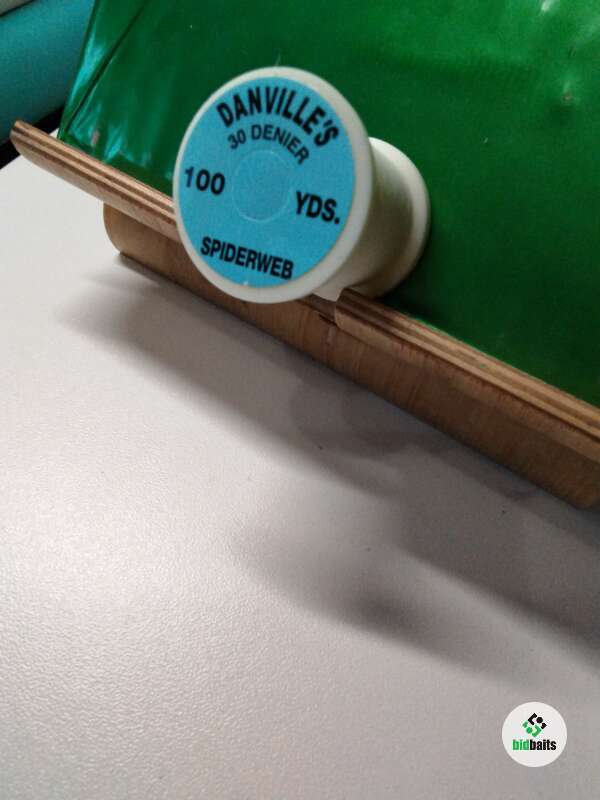 DANVILLE'S
30 DENIER
100 YDS.
SPIDERWEB
bidbaits